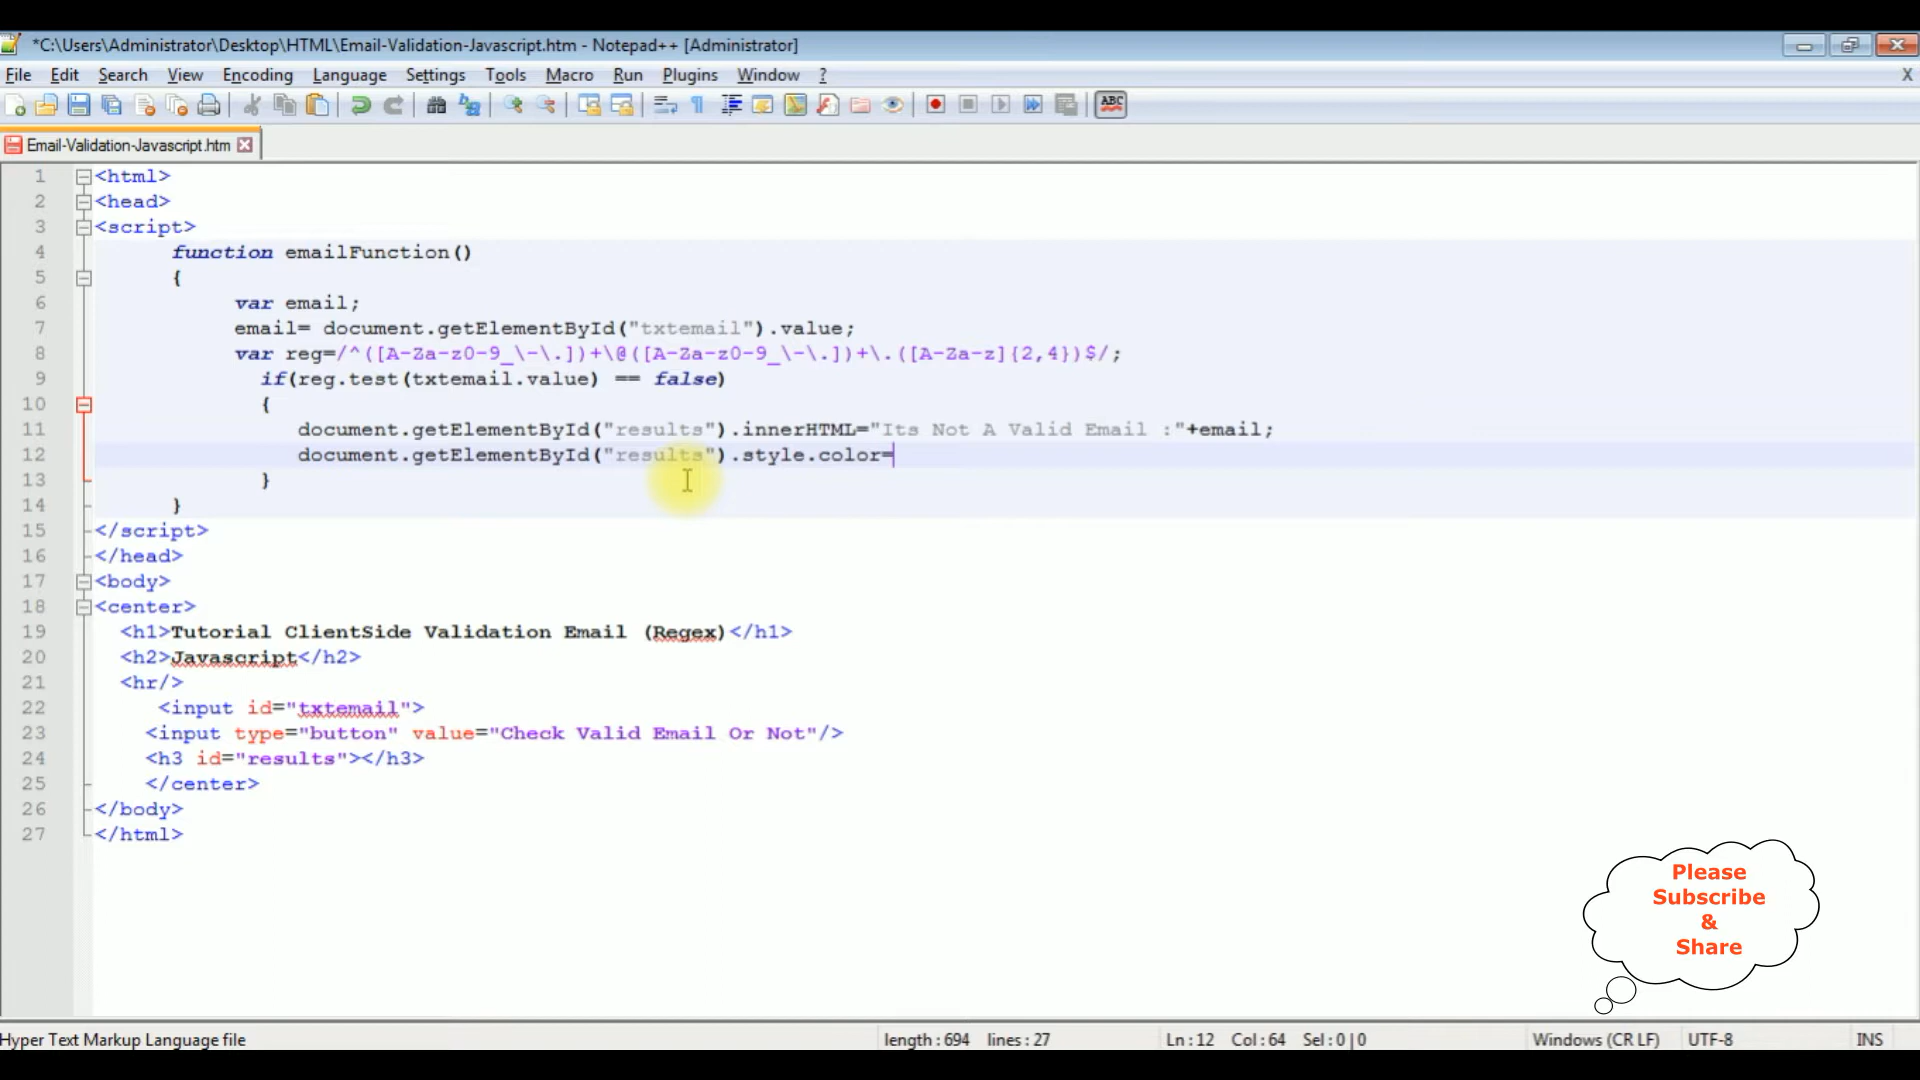 *C:\Users\Administrator\Desktop\HTML\Email-Validation-Javascript.htm - Notepad++ [Administrator]
File Edit Search View Encoding Language Settings Tools Macro Run Plugins Window ? X
ABC
Email-Validation-Javascript.htm
1 <html>
2 <head>
3 <script>
4 function emailFunction()
5 {
6 var email;
7 email= document.getElementById("txtemail").value;
8 var reg=/^([A-Za-z0-9_\-\.])+\@([A-Za-z0-9_\-\.])+\.([A-Za-z]{2,4})$/;
9 if(reg.test(txtemail.value) == false)
10 {
11 document.getElementById("results").innerHTML="Its Not A Valid Email :"+email;
12 document.getElementById("results").style.color=
13 }
14 }
15 </script>
16 </head>
17 <body>
18 <center>
19 <h1>Tutorial ClientSide Validation Email (Regex)</h1>
20 <h2>Javascript</h2>
21 <hr/>
22 <input id="txtemail">
23 <input type="button" value="Check Valid Email Or Not"/>
24 <h3 id="results"></h3>
25 </center>
26 </body>
27 </html>
Please
Subscribe
&
Share
Hyper Text Markup Language file length : 694 lines : 27 Ln : 12 Col : 64 Sel : 0 | 0 Windows (CR LF) UTF-8 INS